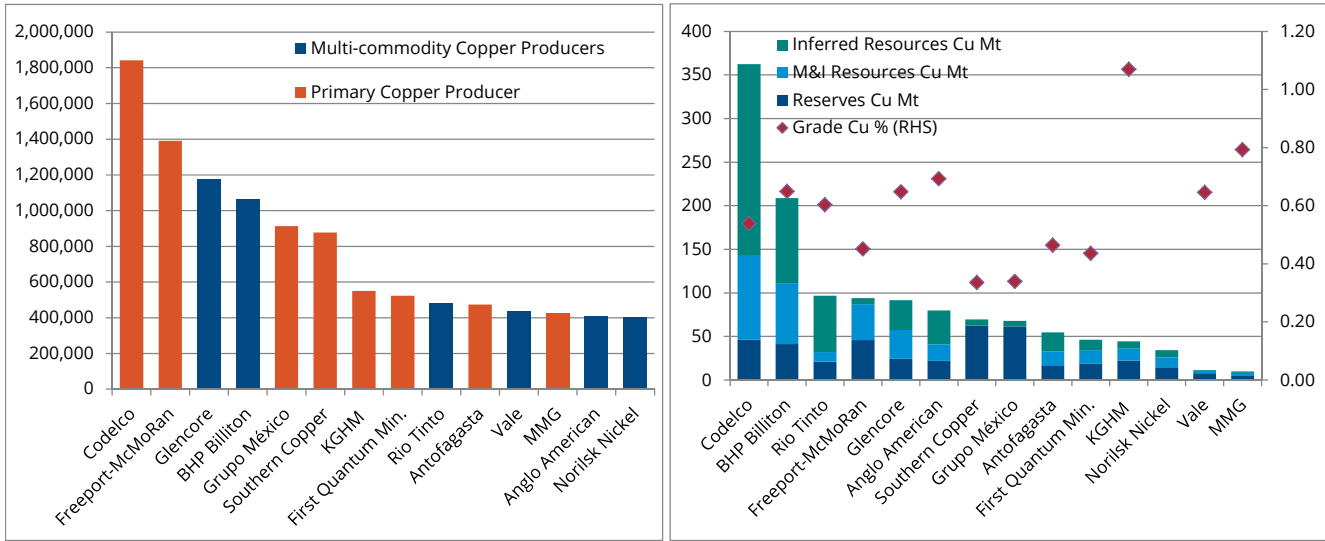 2,000,000
1,800,000
1,600,000
1,400,000
1,200,000
1,000,000
800,000
600,000
400,000
200,000
0
Multi-commodity Copper Producers
Primary Copper Producer
Codelco
Freeport-McMoRan
Glencore
BHP Billiton
Grupo México
Southern Copper
KGHM
First Quantum Min.
Rio Tinto
Antofagasta
Vale
MMG
Anglo American
Norilsk Nickel
400
350
300
250
200
150
100
50
0
Inferred Resources Cu Mt
M&I Resources Cu Mt
Reserves Cu Mt
Grade Cu % (RHS)
1.20
1.00
0.80
0.60
0.40
0.20
0.00
Codelco
BHP Billiton
Rio Tinto
Freeport-McMoRan
Glencore
Anglo American
Southern Copper
Grupo México
Antofagasta
First Quantum Min.
KGHM
Norilsk Nickel
Vale
MMG